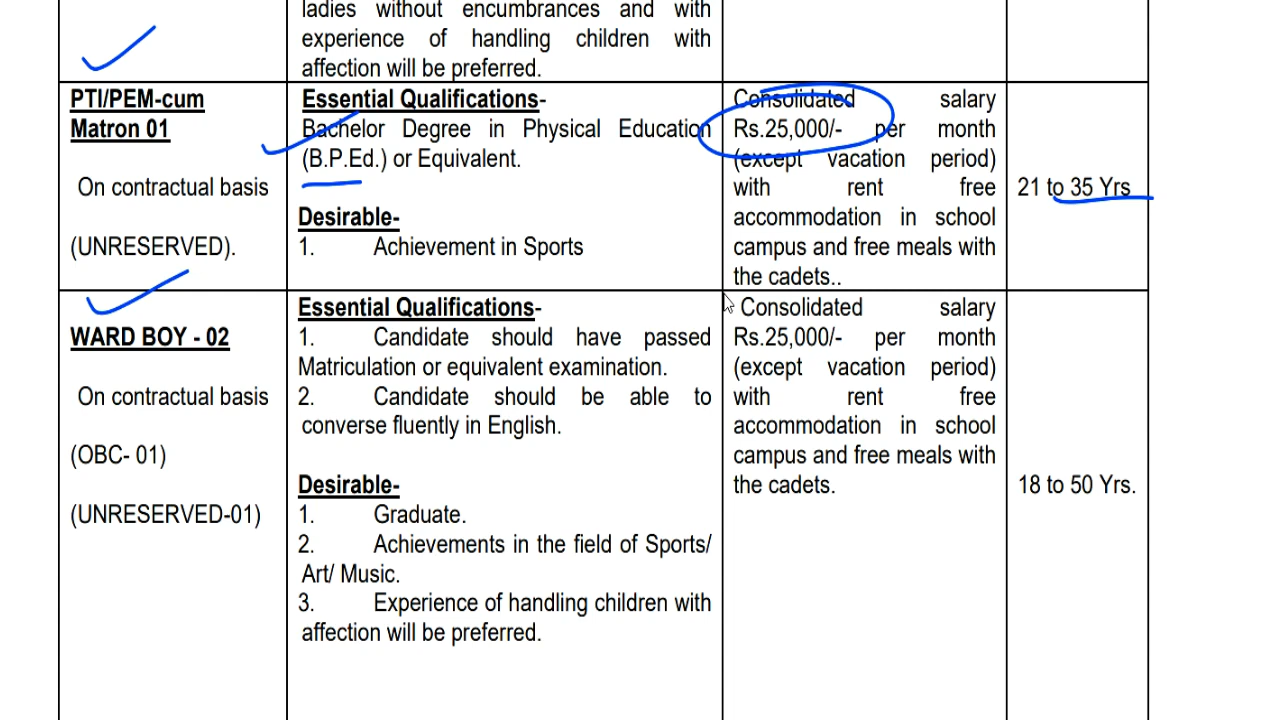 ladies without encumbrances and with
experience of handling children with
affection will be preferred.
PTI/PEM-cum
Matron 01
On contractual basis
(UNRESERVED).
Essential Qualifications-
Bachelor Degree in Physical Education
(B.P.Ed.) or Equivalent.
Desirable-
1. Achievement in Sports
Consolidated salary
Rs.25,000/- per month
(except vacation period)
with rent free
accommodation in school
campus and free meals with
the cadets..
21 to 35 Yrs
WARD BOY - 02
On contractual basis
(OBC- 01)
(UNRESERVED-01)
Essential Qualifications-
1. Candidate should have passed
Matriculation or equivalent examination.
2. Candidate should be able to
converse fluently in English.
Desirable-
1. Graduate.
2. Achievements in the field of Sports/
Art/ Music.
3. Experience of handling children with
affection will be preferred.
Consolidated salary
Rs.25,000/- per month
(except vacation period)
with rent free
accommodation in school
campus and free meals with
the cadets.
18 to 50 Yrs.